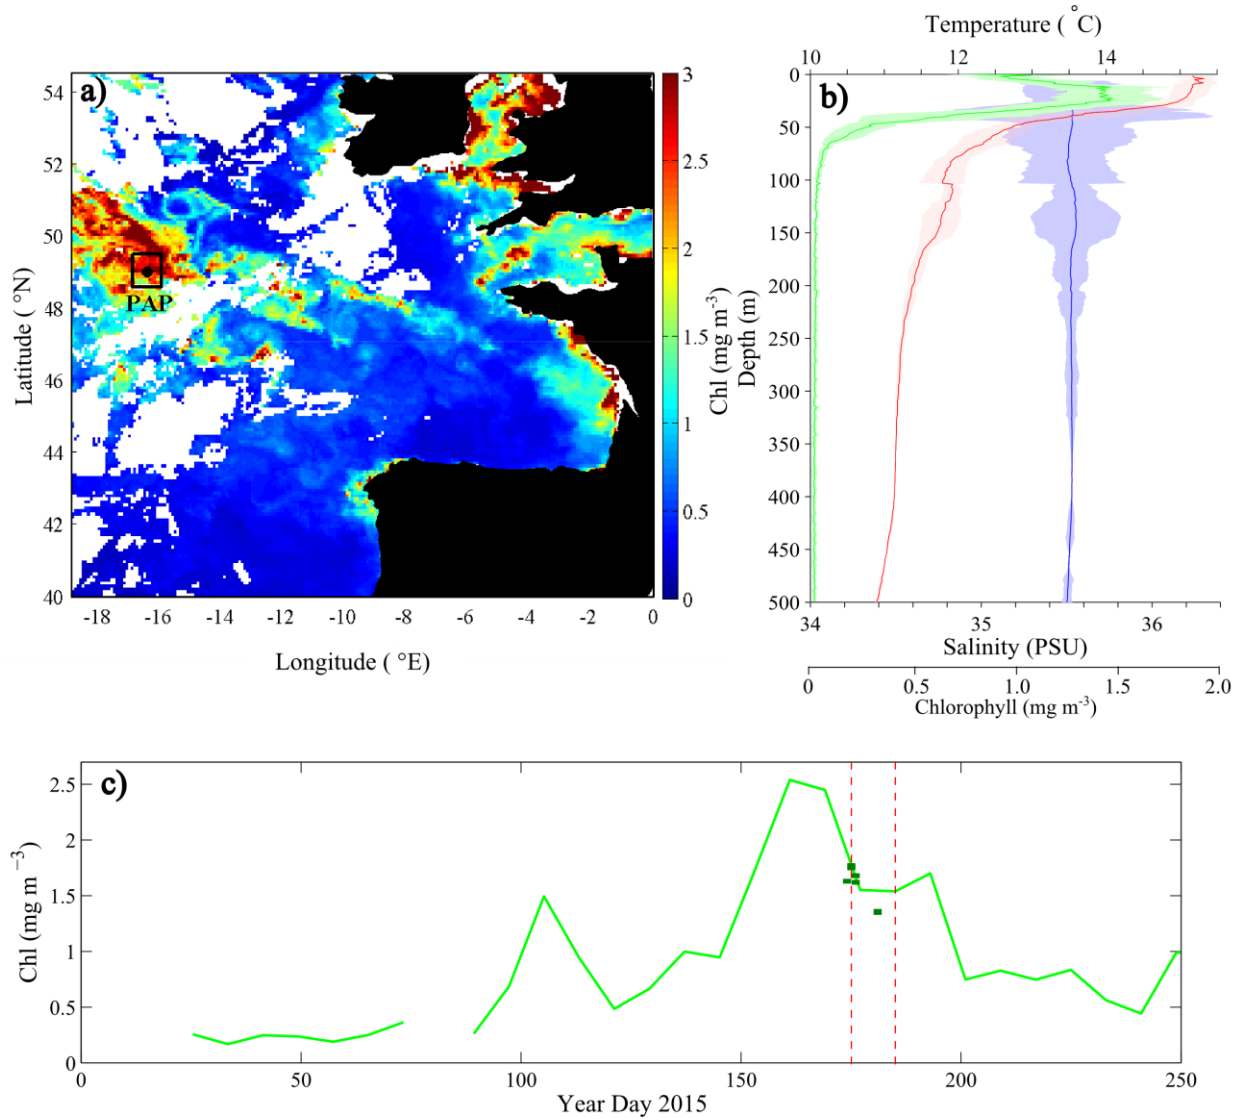 a)
PAP
54
52
50
48
46
44
42
40
Latitude ( °N)
-18 -16 -14 -12 -10 -8 -6 -4 -2 0
Longitude ( °E)
3
2.5
2
1.5
1
0.5
0
Chl (mg m⁻³)
Temperature ( °C)
10 12 14
b)
0
50
100
150
200
250
300
350
400
450
500
Depth (m)
34 35 36
Salinity (PSU)
0 0.5 1.0 1.5 2.0
Chlorophyll (mg m⁻³)
c)
2.5
2
1.5
1
0.5
0
Chl (mg m⁻³)
0 50 100 150 200 250
Year Day 2015